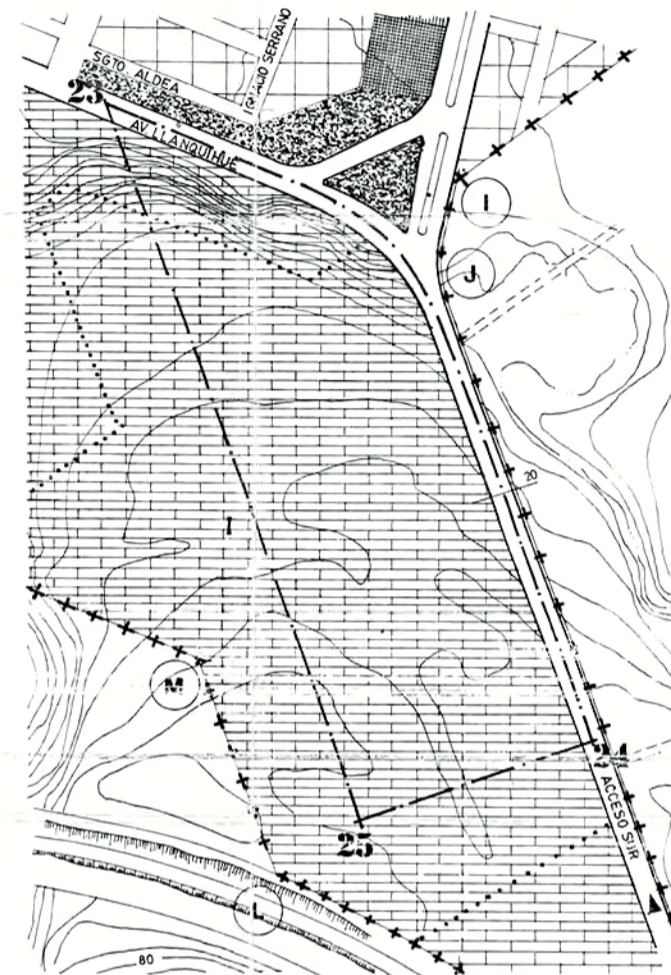 SGTO ALDEA
IGNACIO SERRANO
23
AV. LLANQUIHUE
I
J
20
I
M
24
25
ACCESO SUR
L
A
80